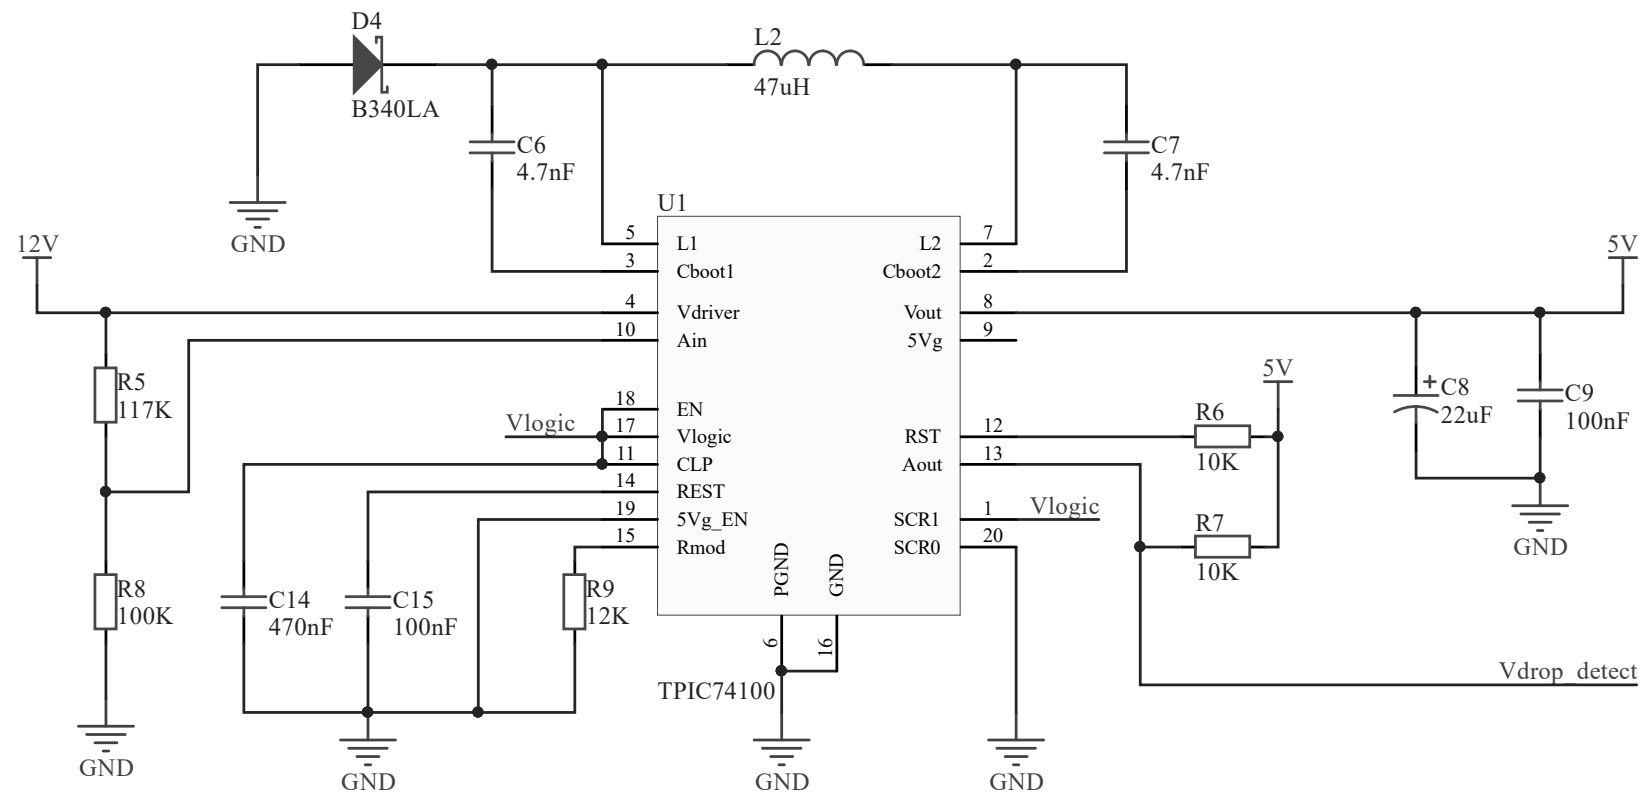 D4
B340LA
L2
47uH
C6
4.7nF
C7
4.7nF
GND
U1
12V
5V
5
L1
L2
7
3
Cboot1
Cboot2
2
4
Vdriver
Vout
8
10
Ain
5Vg
9
R5
117K
5V
C8
22uF
C9
100nF
18
EN
Vlogic
17
Vlogic
RST
12
R6
10K
11
CLP
Aout
13
14
REST
19
5Vg_EN
SCR1
1
Vlogic
15
Rmod
SCR0
20
R7
10K
GND
PGND
GND
R8
100K
C14
470nF
C15
100nF
R9
12K
6
16
TPIC74100
Vdrop_detect
GND
GND
GND
GND